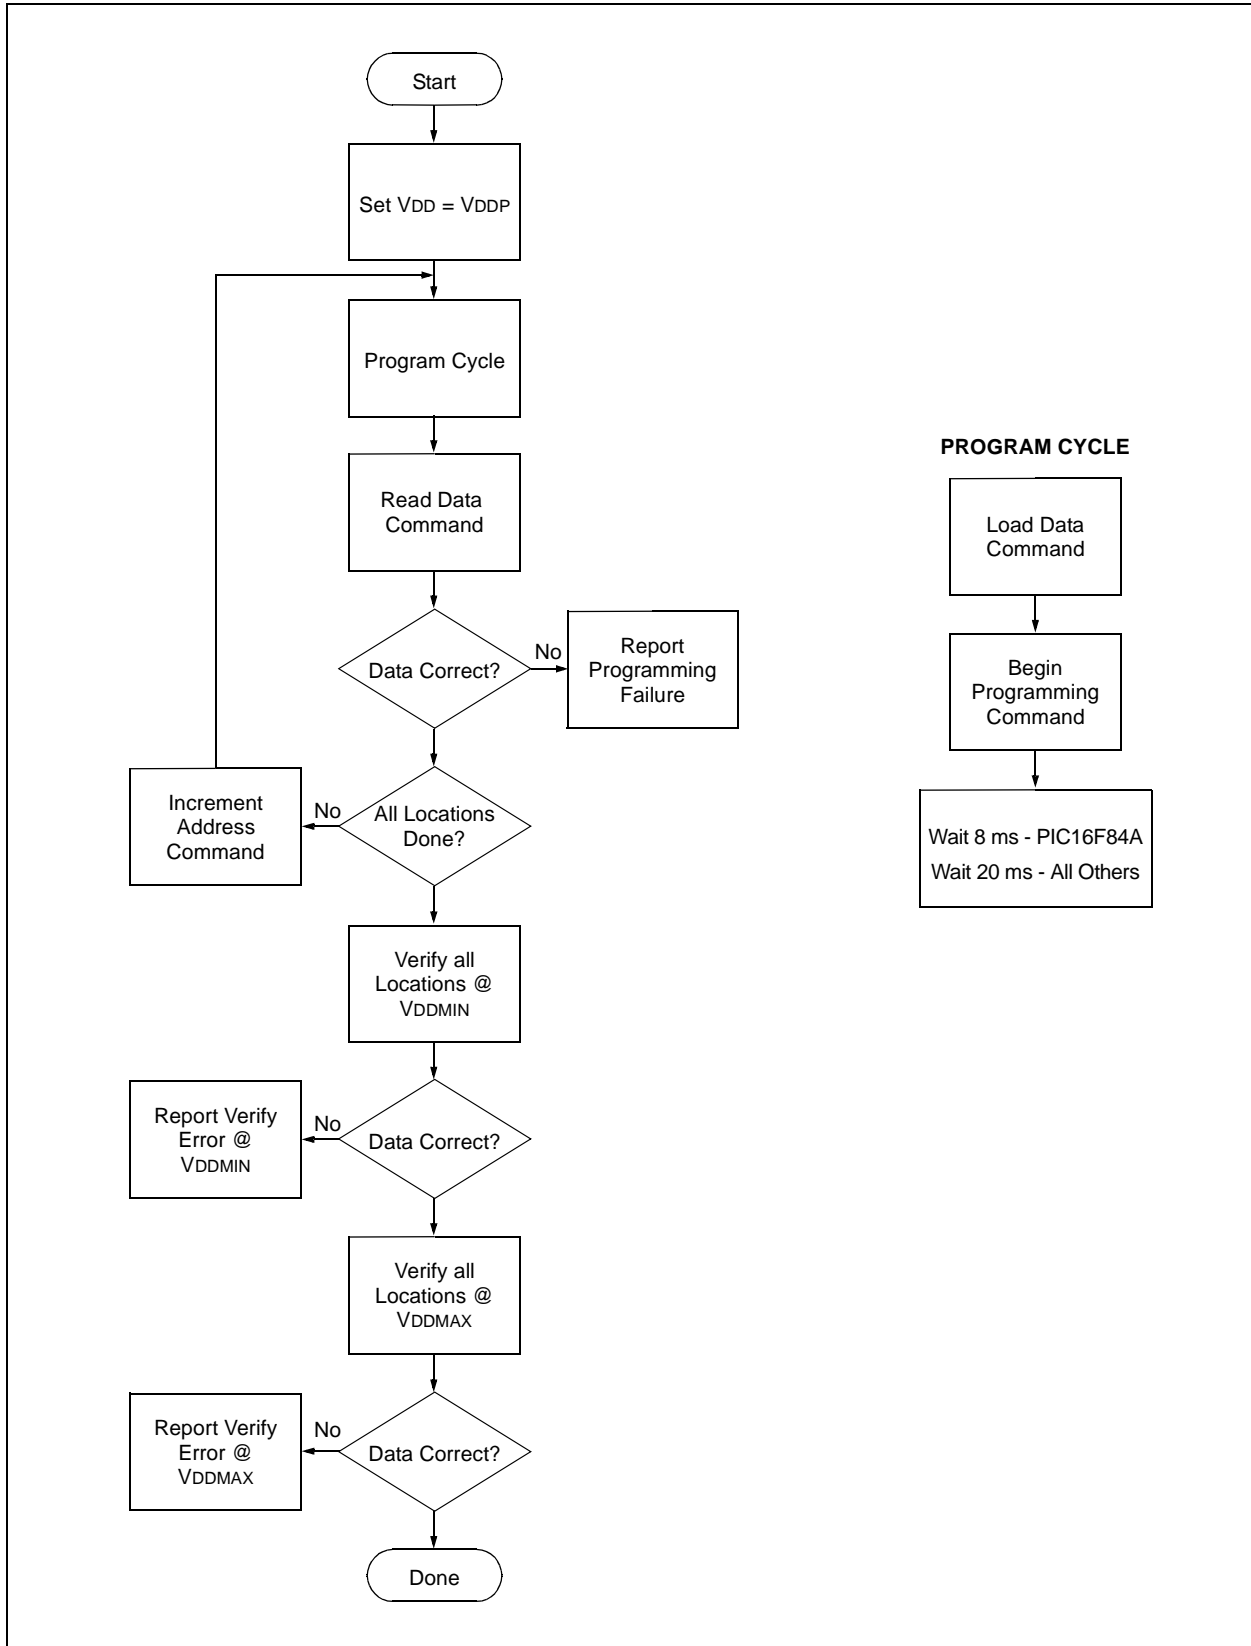 Start
Set VDD = VDDP
Program Cycle
Read Data
Command
Data Correct?
No
Report
Programming
Failure
All Locations
Done?
No
Increment
Address
Command
Verify all
Locations @
VDDMIN
Data Correct?
No
Report Verify
Error @
VDDMIN
Verify all
Locations @
VDDMAX
Data Correct?
No
Report Verify
Error @
VDDMAX
Done
PROGRAM CYCLE
Load Data
Command
Begin
Programming
Command
Wait 8 ms - PIC16F84A
Wait 20 ms - All Others